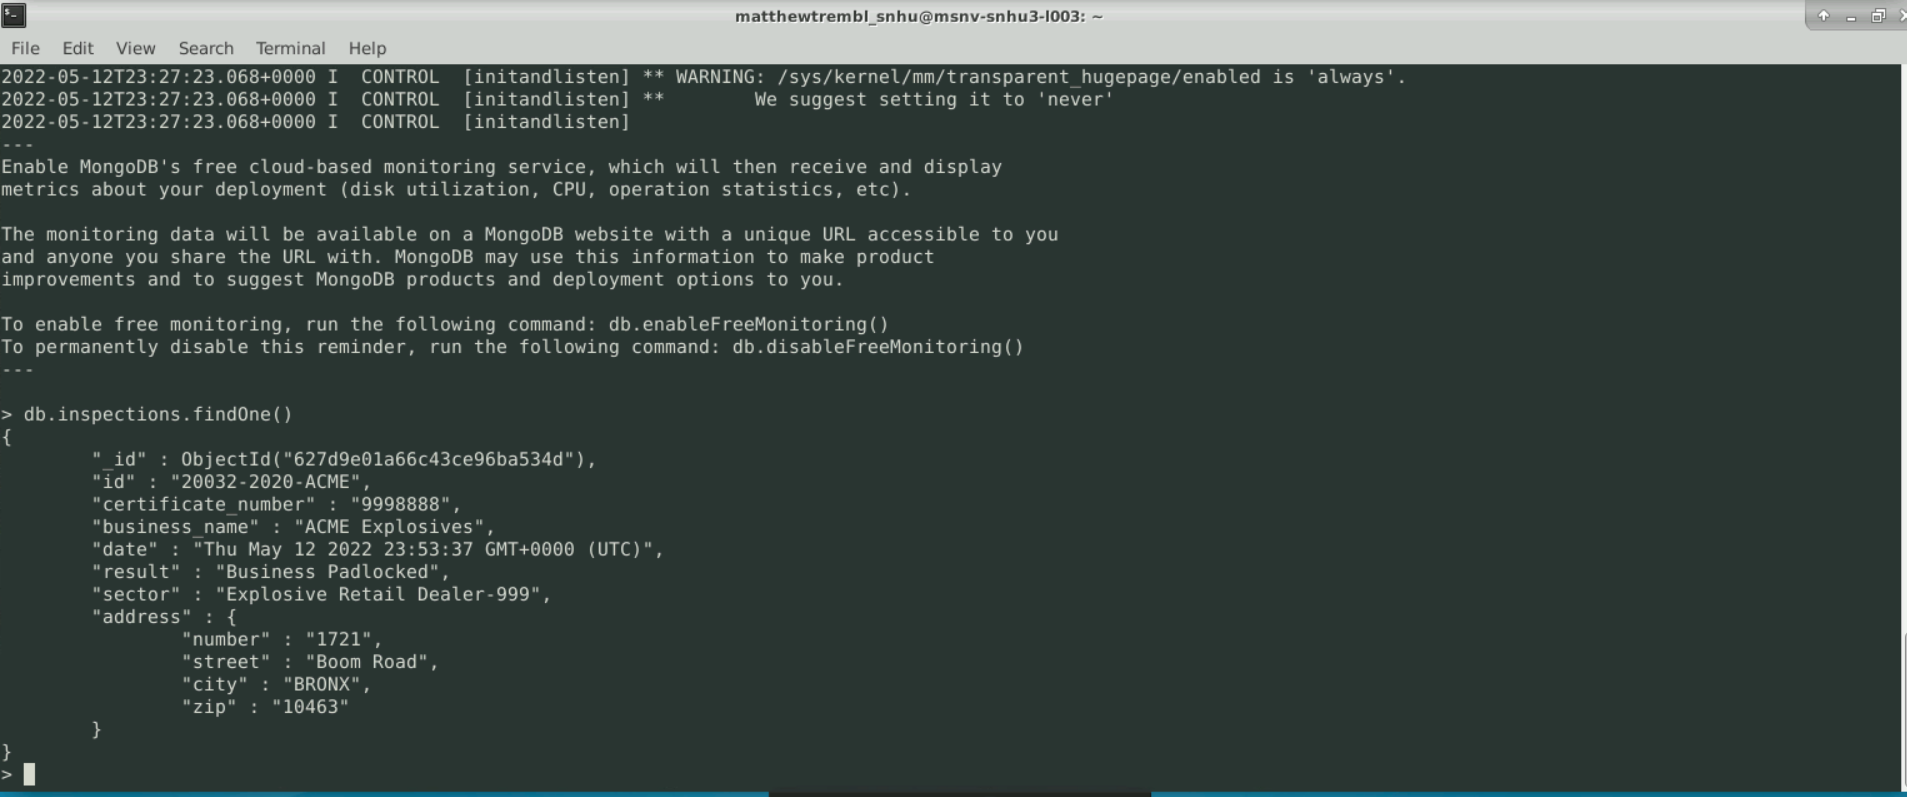 matthewtrembl_snhu@msnv-snhu3-l003: ~
File Edit View Search Terminal Help
2022-05-12T23:27:23.068+0000 I  CONTROL  [initandlisten] ** WARNING: /sys/kernel/mm/transparent_hugepage/enabled is 'always'.
2022-05-12T23:27:23.068+0000 I  CONTROL  [initandlisten] **        We suggest setting it to 'never'
2022-05-12T23:27:23.068+0000 I  CONTROL  [initandlisten]
---
Enable MongoDB's free cloud-based monitoring service, which will then receive and display
metrics about your deployment (disk utilization, CPU, operation statistics, etc).
The monitoring data will be available on a MongoDB website with a unique URL accessible to you
and anyone you share the URL with. MongoDB may use this information to make product
improvements and to suggest MongoDB products and deployment options to you.
To enable free monitoring, run the following command: db.enableFreeMonitoring()
To permanently disable this reminder, run the following command: db.disableFreeMonitoring()
---
> db.inspections.findOne()
{
        "_id" : ObjectId("627d9e01a66c43ce96ba534d"),
        "id" : "20032-2020-ACME",
        "certificate_number" : "9998888",
        "business_name" : "ACME Explosives",
        "date" : "Thu May 12 2022 23:53:37 GMT+0000 (UTC)",
        "result" : "Business Padlocked",
        "sector" : "Explosive Retail Dealer-999",
        "address" : {
                "number" : "1721",
                "street" : "Boom Road",
                "city" : "BRONX",
                "zip" : "10463"
        }
}
>